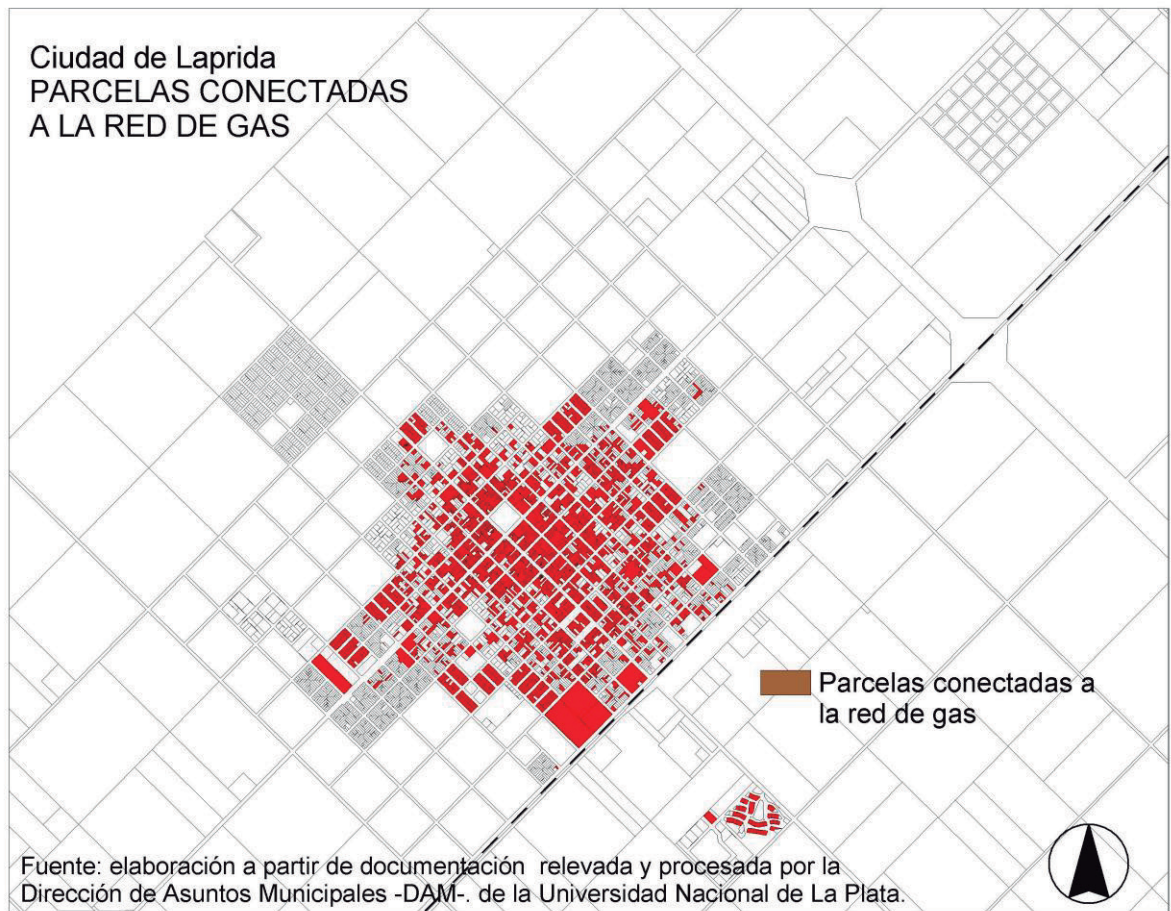 Ciudad de Laprida
PARCELAS CONECTADAS
A LA RED DE GAS
Parcelas conectadas a
la red de gas
Fuente: elaboración a partir de documentación relevada y procesada por la
Dirección de Asuntos Municipales -DAM-. de la Universidad Nacional de La Plata.